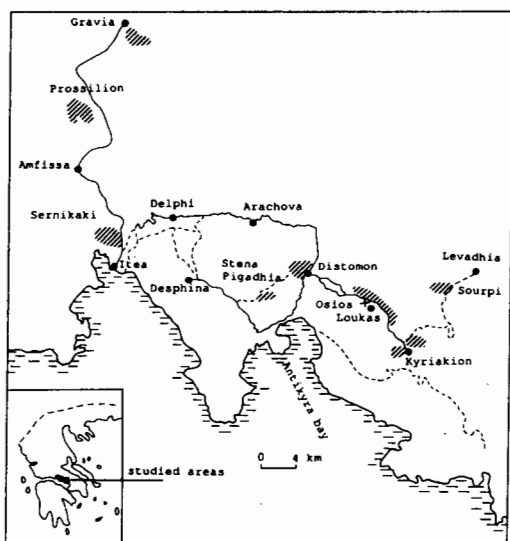 Gravia
Prossilion
Amfissa
Sernikaki
Delphi
Arachova
Itea
Stena
Pigadhia
Distomon
Levadhia
Desphina
Osios
Loukas
Sourpi
Kyriakion
Antikyra bay
0 4 km
studied areas